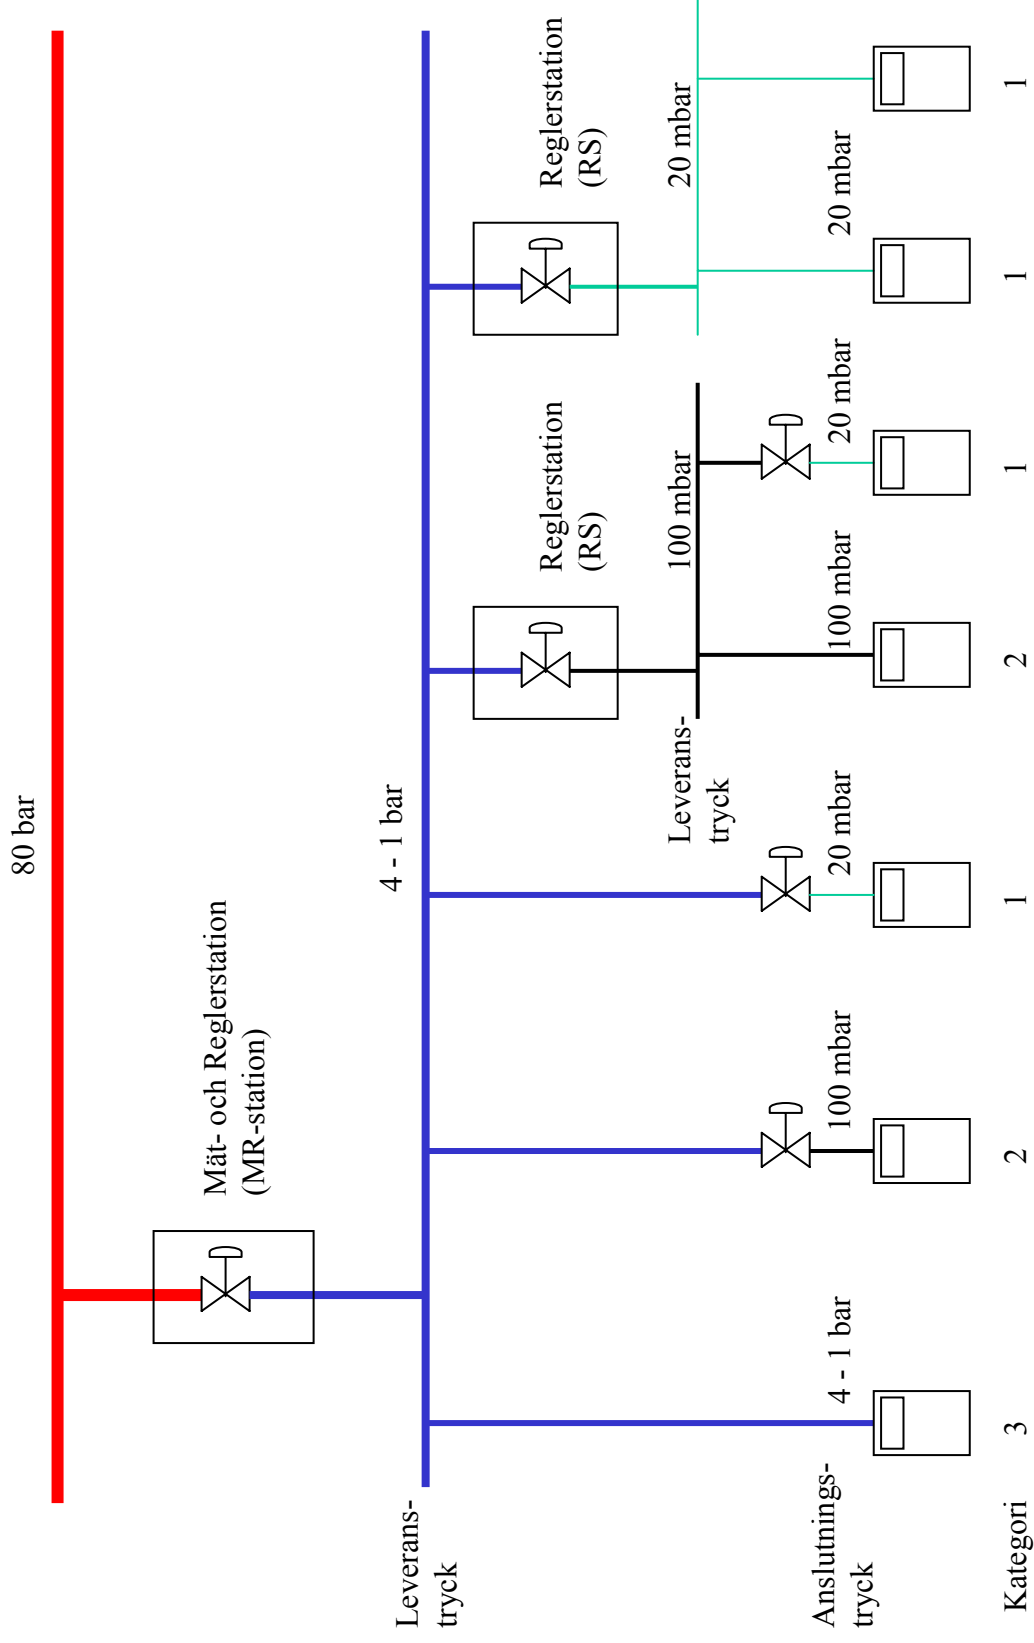 80 bar
Mät- och Reglerstation
(MR-station)
4 - 1 bar
Leverans-
tryck
Reglerstation
(RS)
Reglerstation
(RS)
Leverans-
tryck
100 mbar
20 mbar
Anslutnings-
tryck
4 - 1 bar
100 mbar
20 mbar
100 mbar
20 mbar
20 mbar
Kategori
3
2
1
2
1
1
1